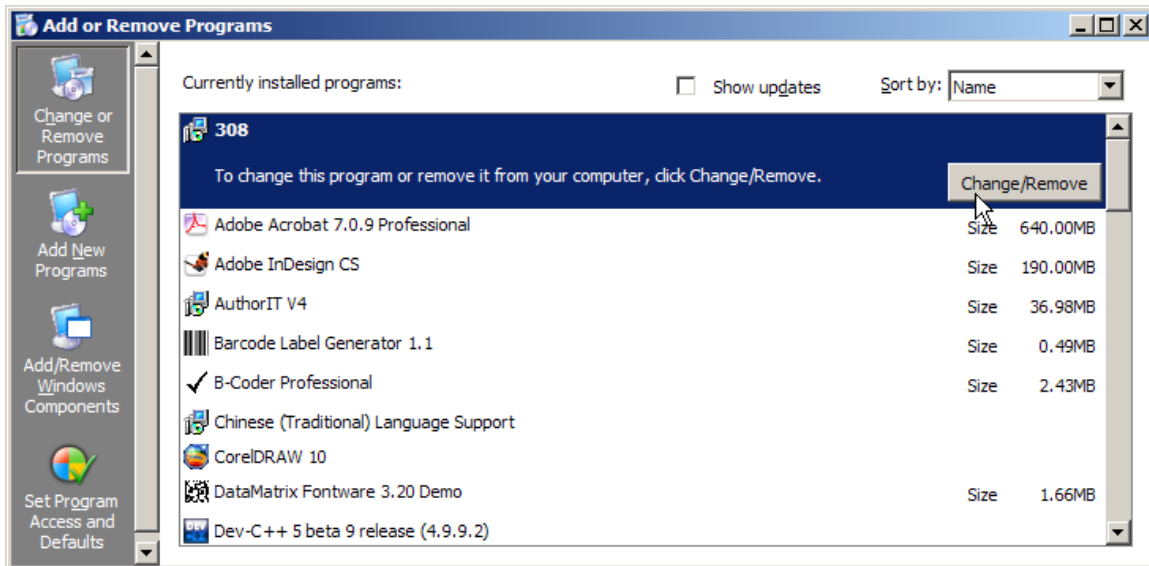 Add or Remove Programs
Change or
Remove
Programs
Add New
Programs
Add/Remove
Windows
Components
Set Program
Access and
Defaults
Currently installed programs:
Show updates
Sort by: Name
308
To change this program or remove it from your computer, click Change/Remove.
Change/Remove
Adobe Acrobat 7.0.9 Professional Size 640.00MB
Adobe InDesign CS Size 190.00MB
AuthorIT V4 Size 36.98MB
Barcode Label Generator 1.1 Size 0.49MB
B-Coder Professional Size 2.43MB
Chinese (Traditional) Language Support
CorelDRAW 10
DataMatrix Fontware 3.20 Demo Size 1.66MB
Dev-C++ 5 beta 9 release (4.9.9.2)